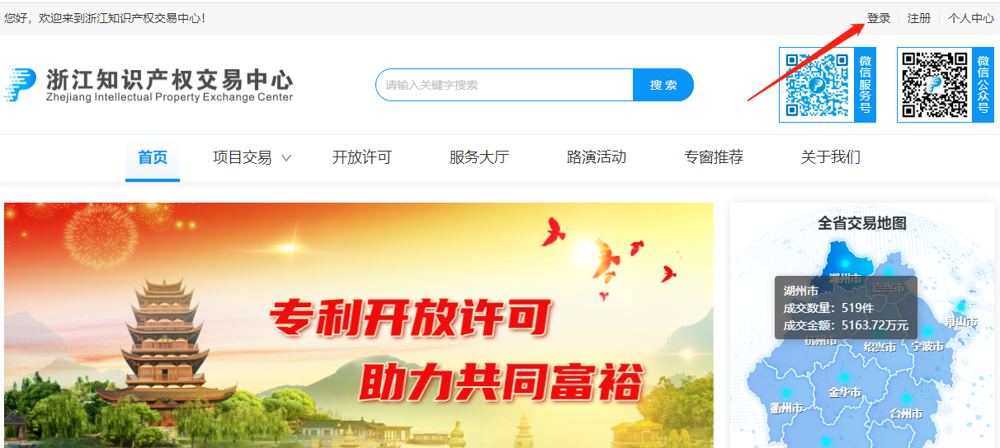 您好，欢迎来到浙江知识产权交易中心！
登录 注册 个人中心
浙江知识产权交易中心
Zhejiang Intellectual Property Exchange Center
请输入关键字搜索
搜 索
微信服务号
微信公众号
首页 项目交易 开放许可 服务大厅 路演活动 专窗推荐 关于我们
专利开放许可
助力共同富裕
全省交易地图
湖州市
嘉兴市
湖州市
成交数量：519件
成交金额：5163.72万元
舟山市
杭州市
绍兴市
宁波市
金华市
衢州市
台州市